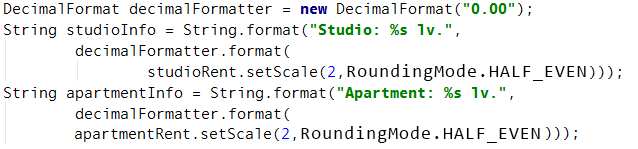 DecimalFormat decimalFormatter = new DecimalFormat("0.00");
String studioInfo = String.format("Studio: %s lv.",
decimalFormatter.format(
studioRent.setScale(2,RoundingMode.HALF_EVEN)));
String apartmentInfo = String.format("Apartment: %s lv.",
decimalFormatter.format(
apartmentRent.setScale(2,RoundingMode.HALF_EVEN)));